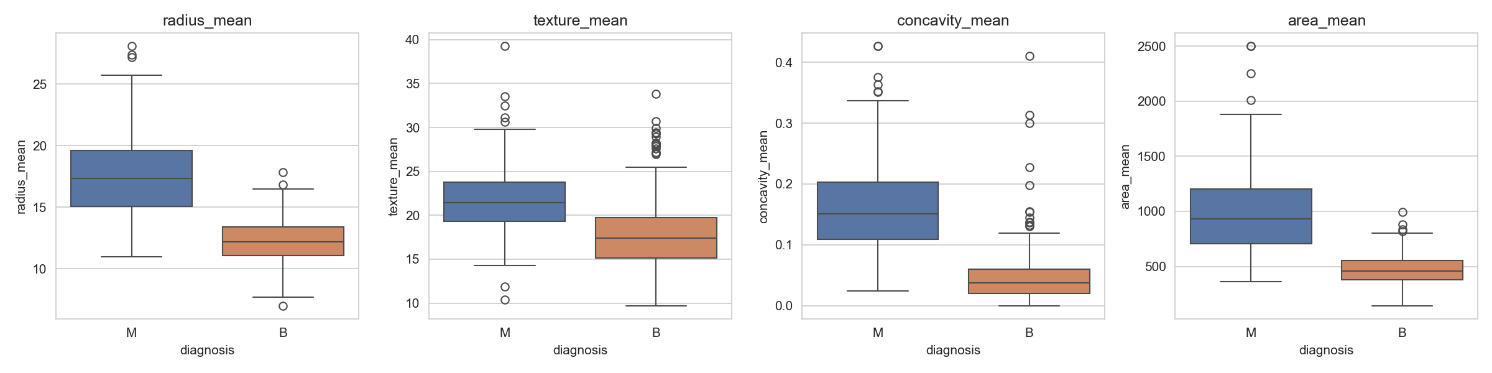 radius_mean
radius_mean
25
20
15
10
M
B
diagnosis
texture_mean
texture_mean
40
35
30
25
20
15
10
M
B
diagnosis
concavity_mean
concavity_mean
0.4
0.3
0.2
0.1
0.0
M
B
diagnosis
area_mean
area_mean
2500
2000
1500
1000
500
M
B
diagnosis